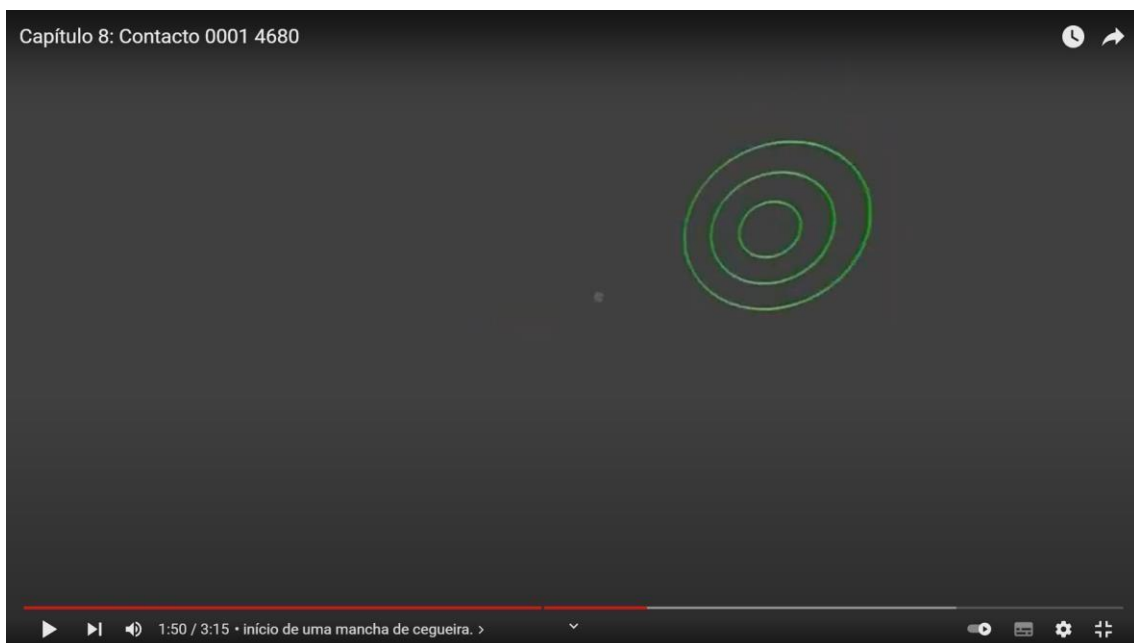 Capítulo 8: Contacto 0001 4680
1:50 / 3:15 • início de uma mancha de cegueira. >